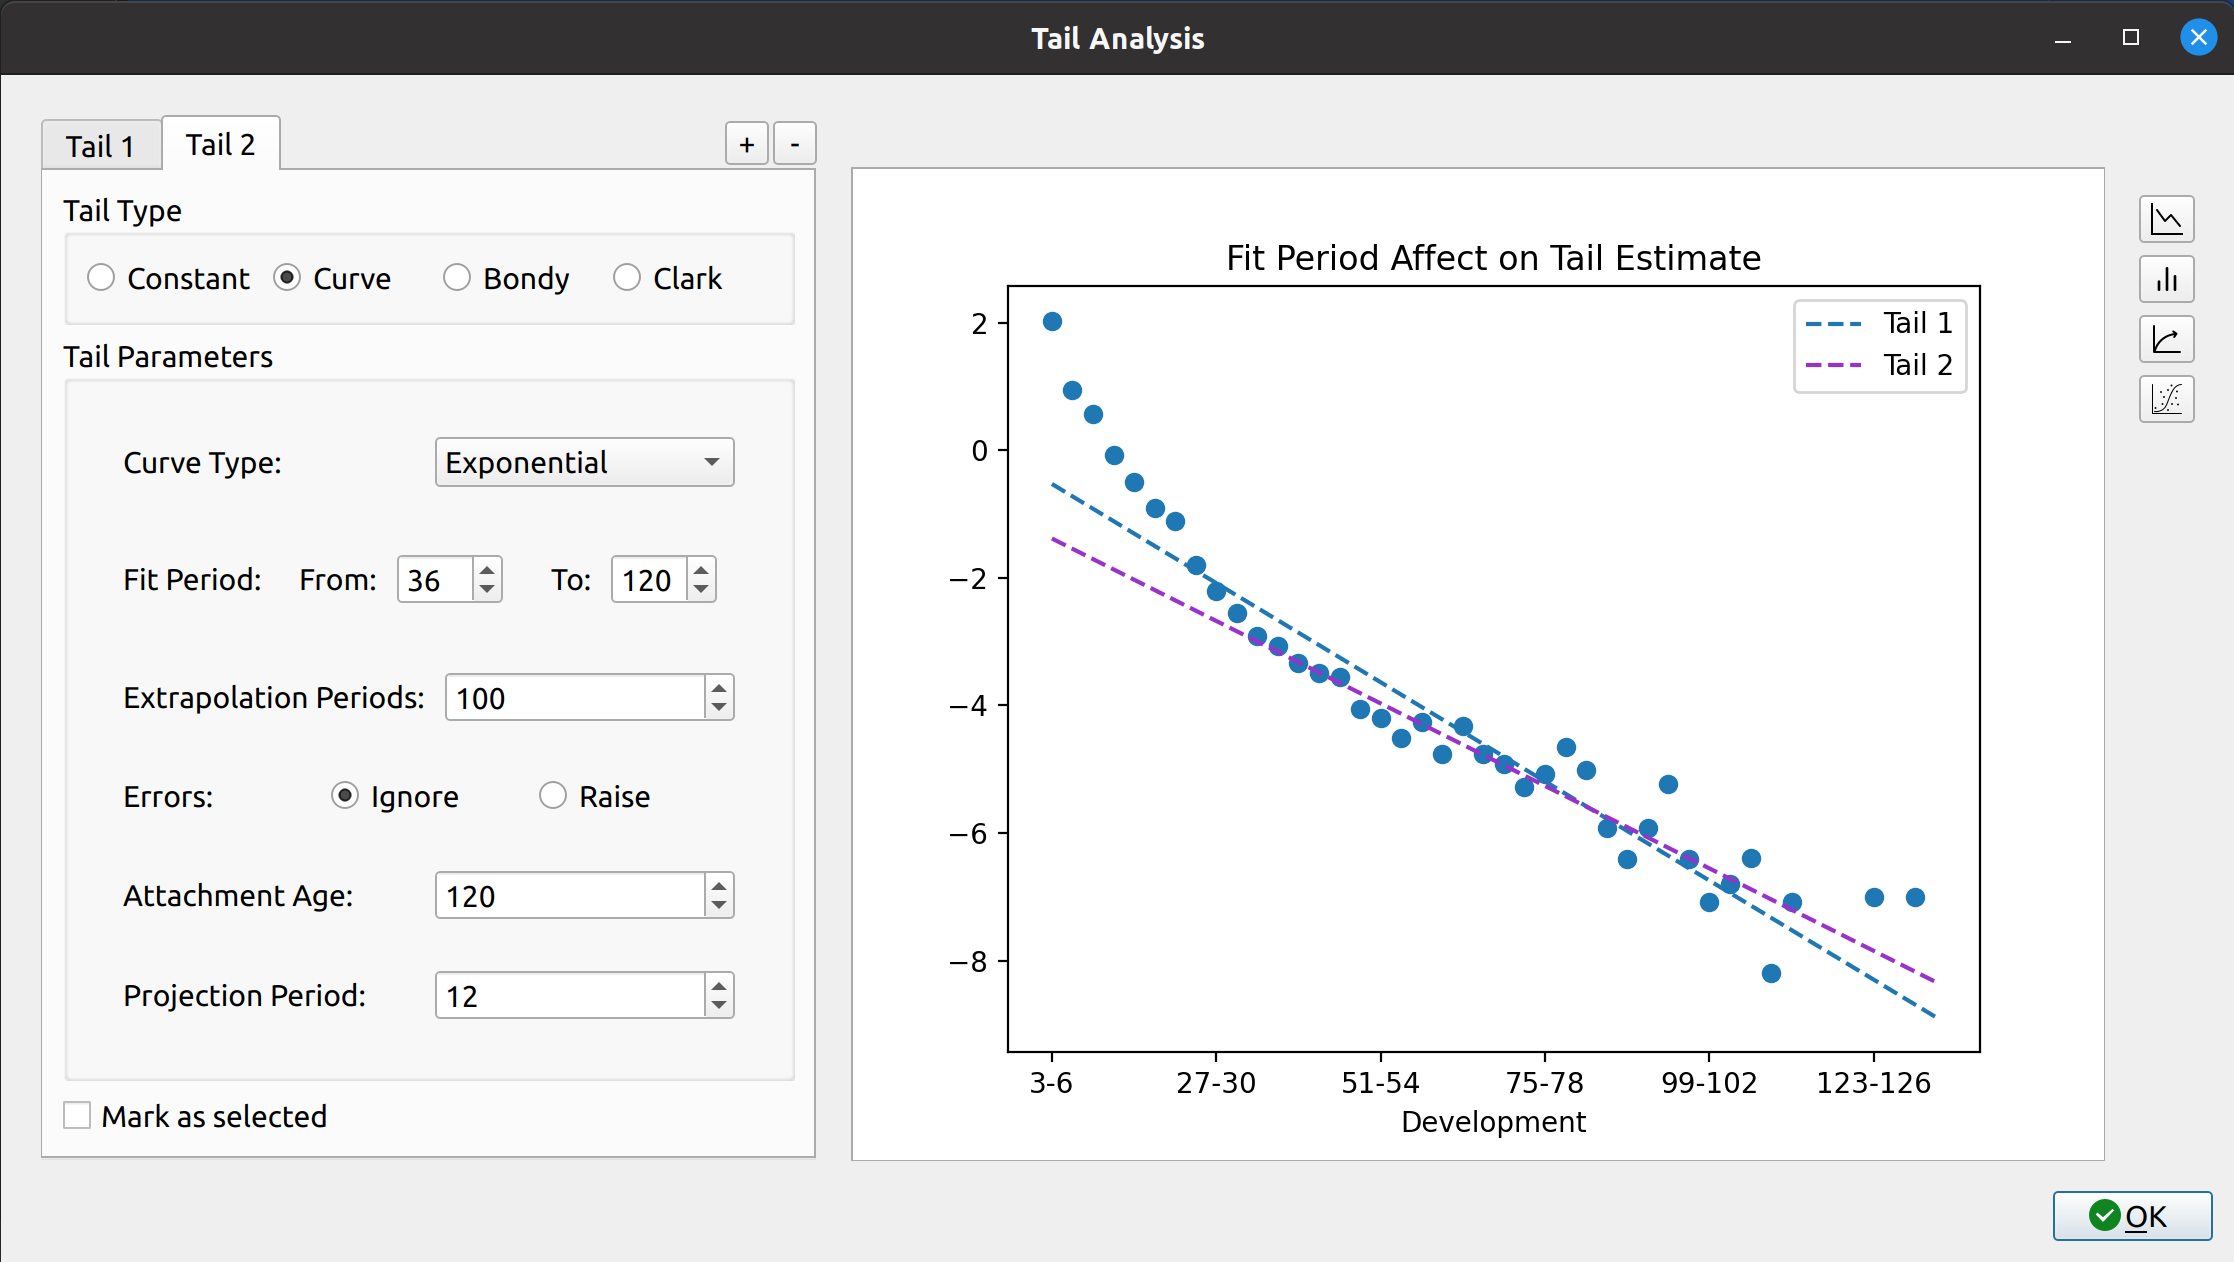 Tail Analysis
Tail 1
Tail 2
+
-
Tail Type
Constant
Curve
Bondy
Clark
Tail Parameters
Curve Type:
Exponential
Fit Period:
From:
36
To:
120
Extrapolation Periods:
100
Errors:
Ignore
Raise
Attachment Age:
120
Projection Period:
12
Mark as selected
Fit Period Affect on Tail Estimate
Tail 1
Tail 2
2
0
−2
−4
−6
−8
3-6
27-30
51-54
75-78
99-102
123-126
Development
OK